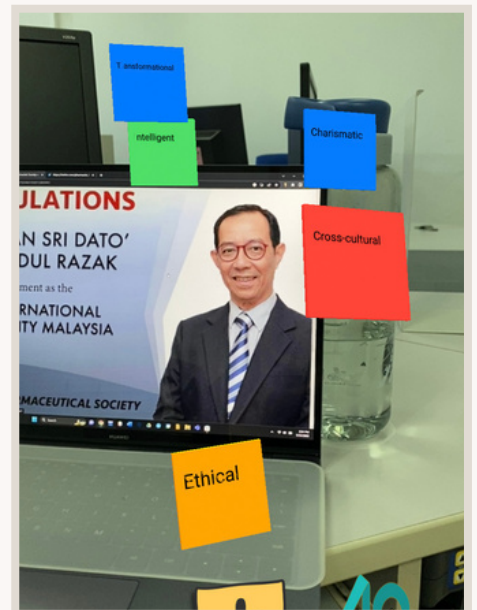 T ansformational
ntelligent
Charismatic
Cross-cultural
ULATIONS
AN SRI DATO'
DUL RAZAK
ment as the
ERNATIONAL
ITY MALAYSIA
MACEUTICAL SOCIETY
HUAWEI
Ethical